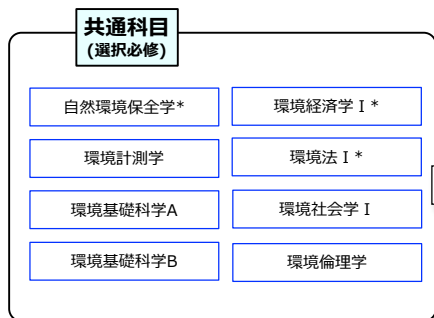 共通科目
(選択必修)
自然環境保全学*
環境経済学Ⅰ*
環境計測学
環境法Ⅰ*
環境基礎科学A
環境社会学Ⅰ
環境基礎科学B
環境倫理学